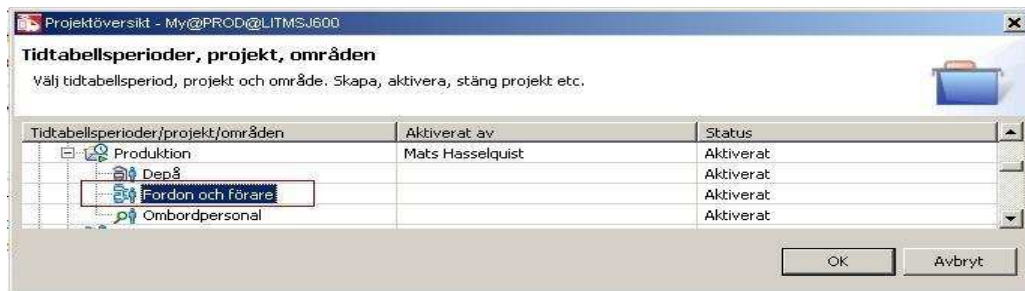 Projektöversikt - My@PROD@LITMSJ600
Tidtabellsperioder, projekt, områden
Välj tidtabellsperiod, projekt och område. Skapa, aktivera, stäng projekt etc.
Tidtabellsperioder/projekt/områden Aktiverat av Status
Produktion Mats Hasselquist Aktiverat
Depå Aktiverat
Fordon och förare Aktiverat
Ombordpersonal Aktiverat
OK Avbryt